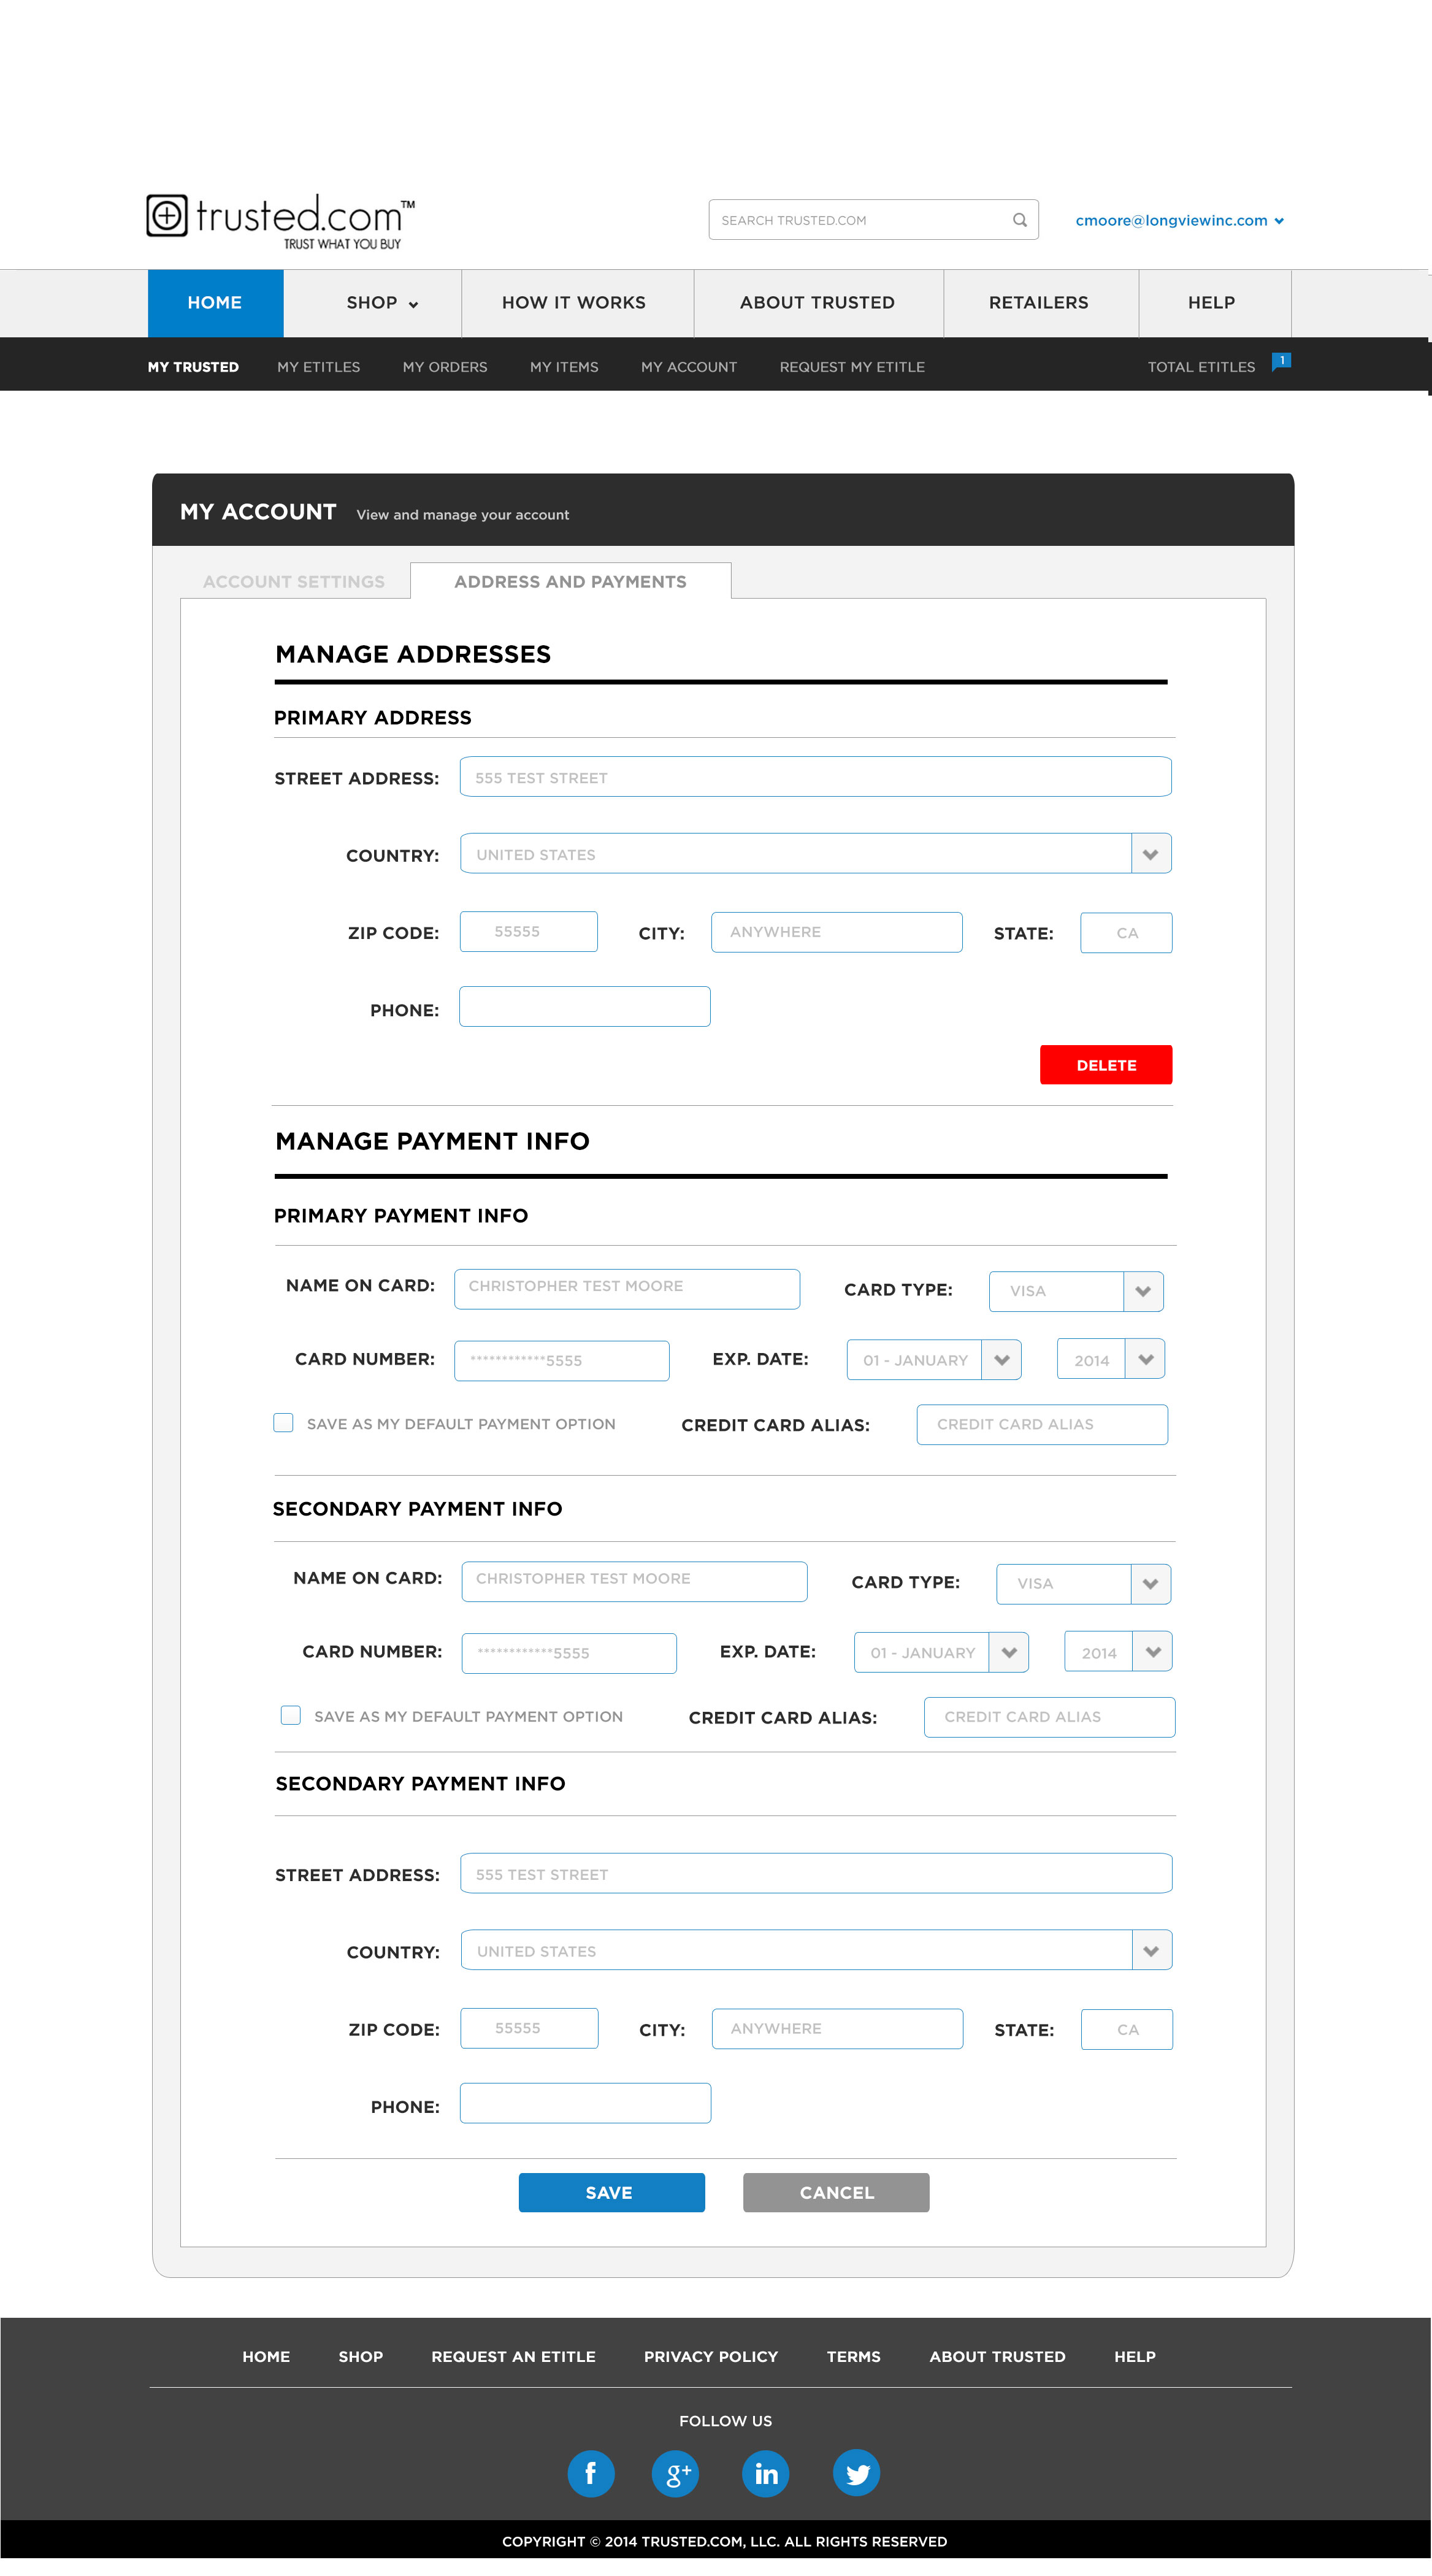 trusted.com™
TRUST WHAT YOU BUY
SEARCH TRUSTED.COM
cmoore@longviewinc.com
HOME SHOP HOW IT WORKS ABOUT TRUSTED RETAILERS HELP
MY TRUSTED MY ETITLES MY ORDERS MY ITEMS MY ACCOUNT REQUEST MY ETITLE TOTAL ETITLES 1
MY ACCOUNT View and manage your account
ACCOUNT SETTINGS ADDRESS AND PAYMENTS
MANAGE ADDRESSES
PRIMARY ADDRESS
STREET ADDRESS: 555 TEST STREET
COUNTRY: UNITED STATES
ZIP CODE: 55555 CITY: ANYWHERE STATE: CA
PHONE:
DELETE
MANAGE PAYMENT INFO
PRIMARY PAYMENT INFO
NAME ON CARD: CHRISTOPHER TEST MOORE CARD TYPE: VISA
CARD NUMBER: ************5555 EXP. DATE: 01 - JANUARY 2014
SAVE AS MY DEFAULT PAYMENT OPTION CREDIT CARD ALIAS: CREDIT CARD ALIAS
SECONDARY PAYMENT INFO
NAME ON CARD: CHRISTOPHER TEST MOORE CARD TYPE: VISA
CARD NUMBER: ************5555 EXP. DATE: 01 - JANUARY 2014
SAVE AS MY DEFAULT PAYMENT OPTION CREDIT CARD ALIAS: CREDIT CARD ALIAS
SECONDARY PAYMENT INFO
STREET ADDRESS: 555 TEST STREET
COUNTRY: UNITED STATES
ZIP CODE: 55555 CITY: ANYWHERE STATE: CA
PHONE:
SAVE CANCEL
HOME SHOP REQUEST AN ETITLE PRIVACY POLICY TERMS ABOUT TRUSTED HELP
FOLLOW US
f g+ in
COPYRIGHT © 2014 TRUSTED.COM, LLC. ALL RIGHTS RESERVED